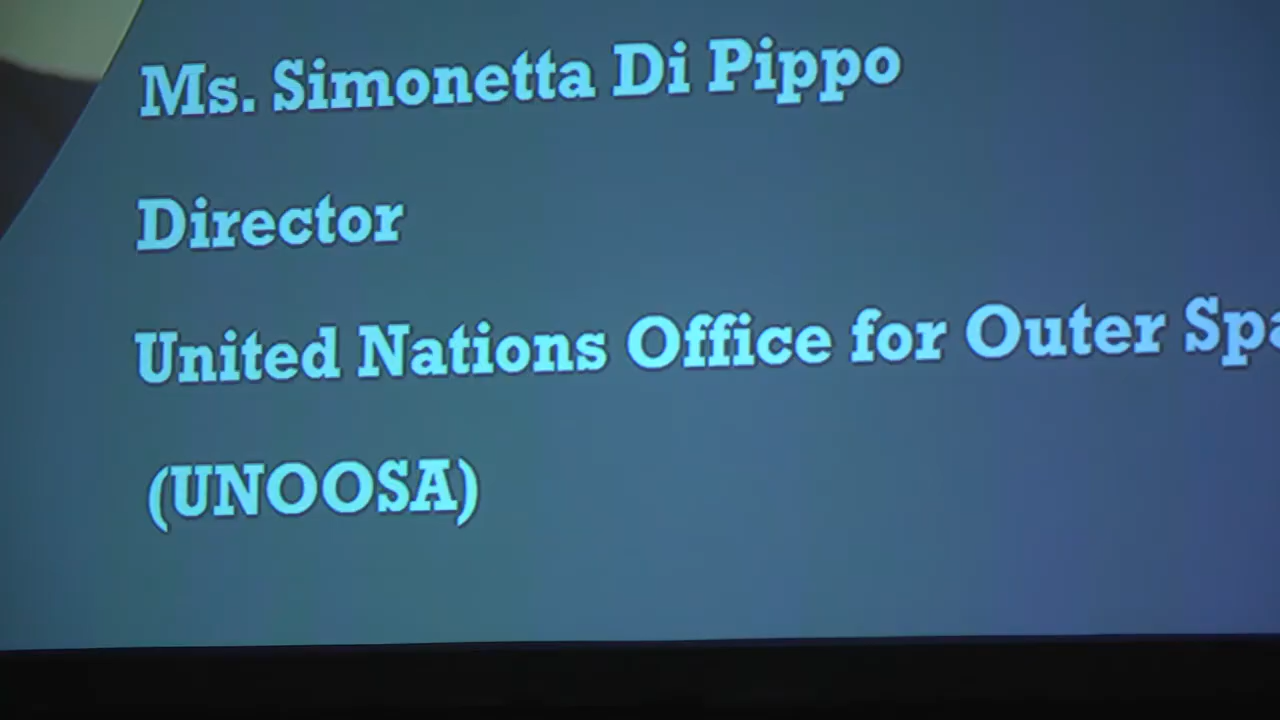 Ms. Simonetta Di Pippo
Director
United Nations Office for Outer
(UNOOSA)